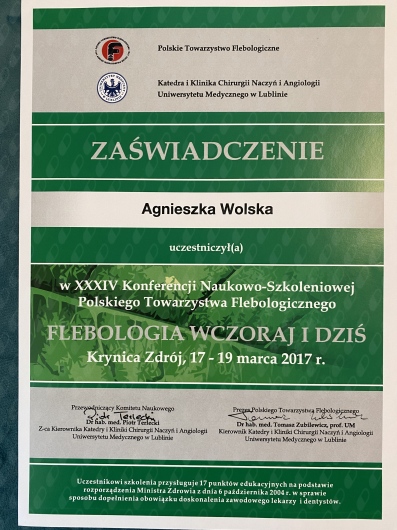 Polskie Towarzystwo Flebologiczne
Katedra i Klinika Chirurgii Naczyń i Angiologii
Uniwersytetu Medycznego w Lublinie
ZAŚWIADCZENIE
Agnieszka Wolska
uczestniczył(a)
w XXXIV Konferencji Naukowo-Szkoleniowej
Polskiego Towarzystwa Flebologicznego
FLEBOLOGIA WCZORAJ I DZIŚ
Krynica Zdrój, 17 - 19 marca 2017 r.
Przewodniczący Komitetu Naukowego
Dr hab. med. Piotr Terlecki
Z-ca Kierownika Katedry i Kliniki Chirurgii Naczyń i Angiologii
Uniwersytetu Medycznego w Lublinie
Prezes Polskiego Towarzystwa Flebologicznego
Dr hab. med. Tomasz Zubilewicz, prof. UM
Kierownik Katedry i Kliniki Chirurgii Naczyń i Angiologii
Uniwersytetu Medycznego w Lublinie
Uczestnikowi szkolenia przysługuje 17 punktów edukacyjnych na podstawie
rozporządzenia Ministra Zdrowia z dnia 6 października 2004 r. w sprawie
sposobu dopełnienia obowiązku doskonalenia zawodowego lekarzy i dentystów.